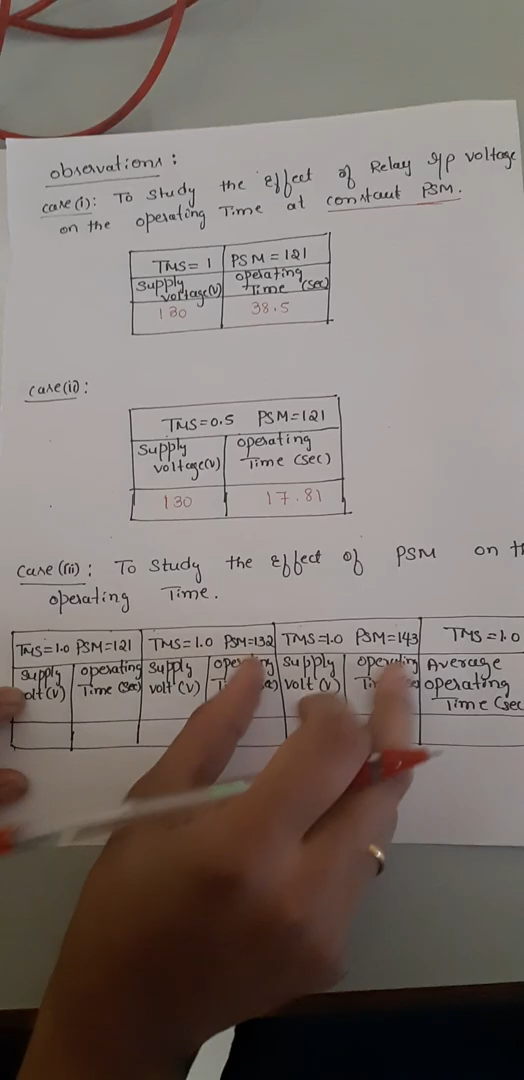 observations:
case(i): To study the Effect of Relay I/p voltage
on the operating Time at constant PSM.
TMS=1 PSM=121
supply voltage(v) operating Time (sec)
130 38.5
case(ii):
TMS=0.5 PSM=121
supply voltage(v) operating Time (sec)
130 17.81
case(iii): To study the Effect of PSM on th
operating Time.
TMS=1.0 PSM=121 TMS=1.0 PSM=132 TMS=1.0 PSM=143 TMS=1.0
supply operating supply supply operating Average
olt(v) Time (sec) volt(v) volt(v) operating
Time (sec